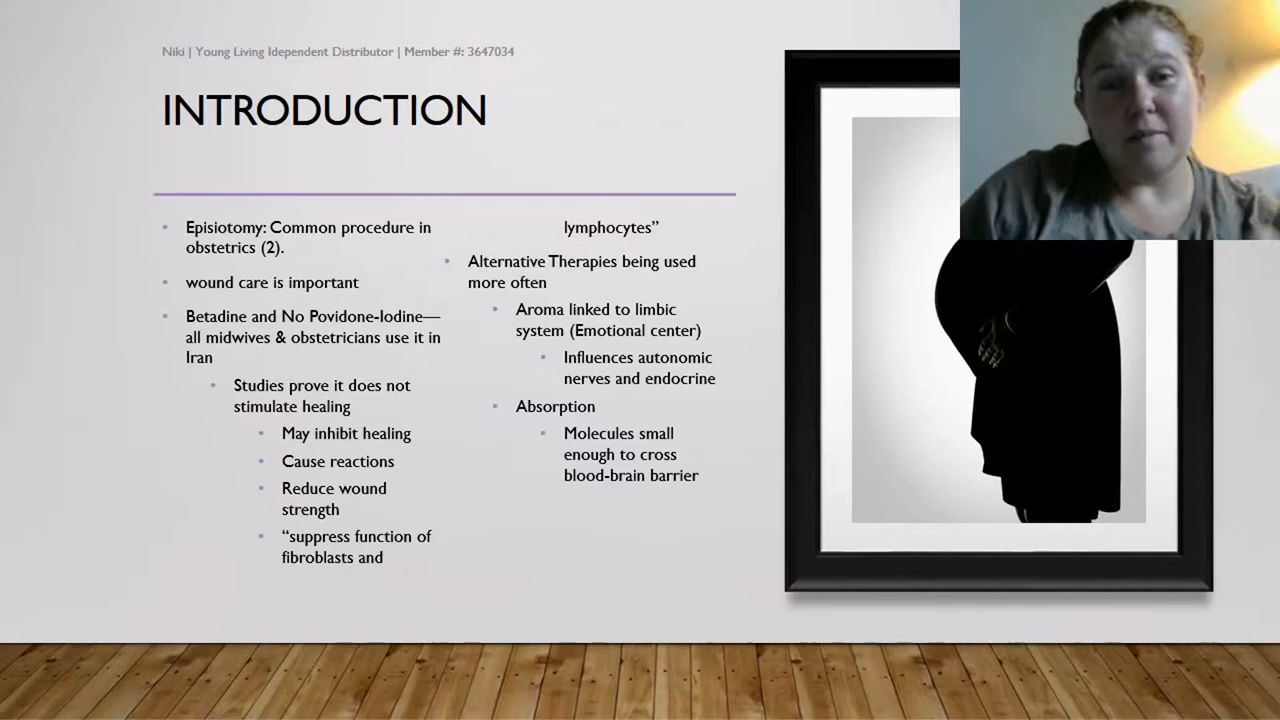 Niki | Young Living Idependent Distributor | Member #: 3647034
INTRODUCTION
Episiotomy: Common procedure in
obstetrics (2).
wound care is important
Betadine and No Povidone-Iodine—
all midwives & obstetricians use it in
Iran
Studies prove it does not
stimulate healing
May inhibit healing
Cause reactions
Reduce wound
strength
“suppress function of
fibroblasts and
lymphocytes”
Alternative Therapies being used
more often
Aroma linked to limbic
system (Emotional center)
Influences autonomic
nerves and endocrine
Absorption
Molecules small
enough to cross
blood-brain barrier